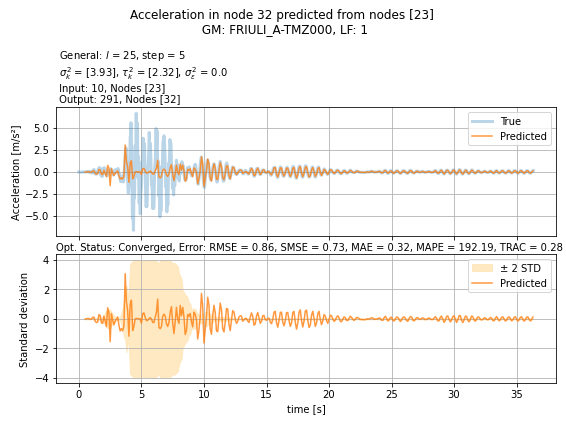 Acceleration in node 32 predicted from nodes [23]
GM: FRIULI_A-TMZ000, LF: 1
General: l = 25, step = 5
σ²ₖ = [3.93], τ²ₖ = [2.32], σ²ε = 0.0
Input: 10, Nodes [23]
Output: 291, Nodes [32]
Acceleration [m/s²]
5.0
2.5
0.0
−2.5
−5.0
True
Predicted
Opt. Status: Converged, Error: RMSE = 0.86, SMSE = 0.73, MAE = 0.32, MAPE = 192.19, TRAC = 0.28
Standard deviation
4
2
0
−2
−4
± 2 STD
Predicted
0 5 10 15 20 25 30 35
time [s]